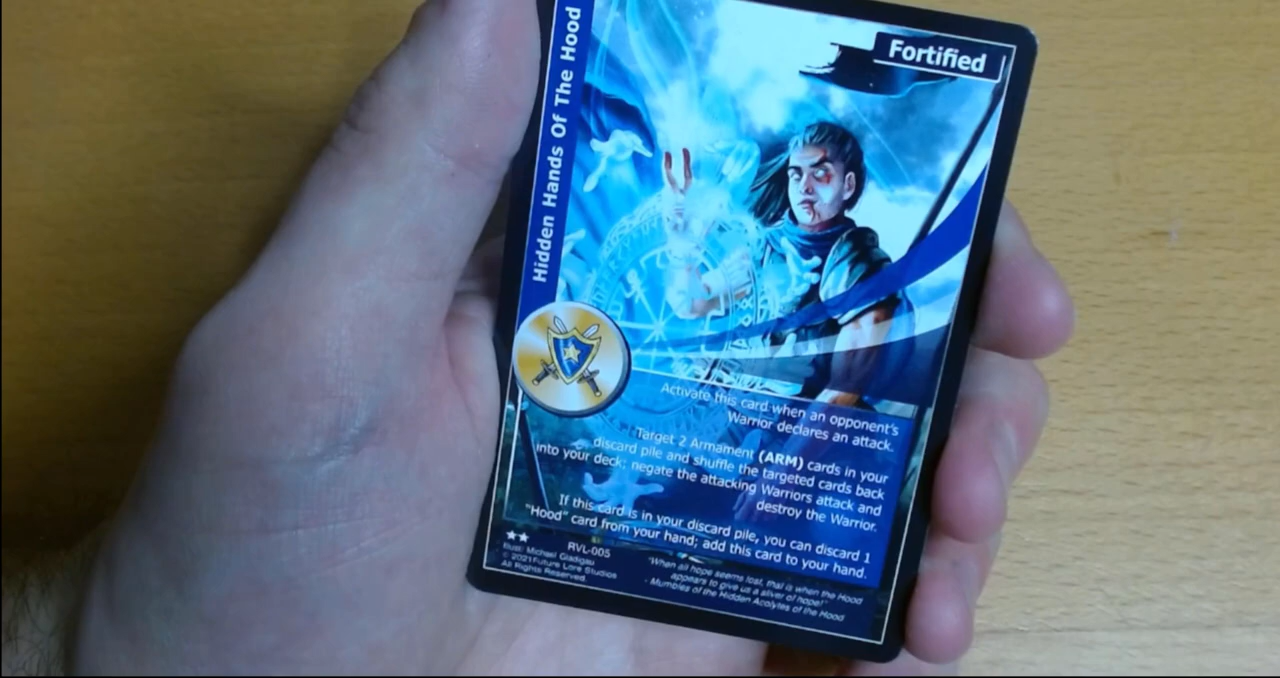 Fortified
Hidden Hands Of The Hood
Activate this card when an opponent's
Warrior declares an attack.
Target 2 Armament (ARM) cards in your
discard pile and shuffle the targeted cards back
into your deck; negate the attacking Warriors attack and
destroy the Warrior.
If this card is in your discard pile, you can discard 1
"Hood" card from your hand; add this card to your hand.
RVL-005
Illust: Michael Gladigau
© 2021 Future Lore Studios
All Rights Reserved.
"When all hope seems lost, that is when the Hood
appears to give us a sliver of hope!"
- Mumbles of the Hidden Acolytes of the Hood